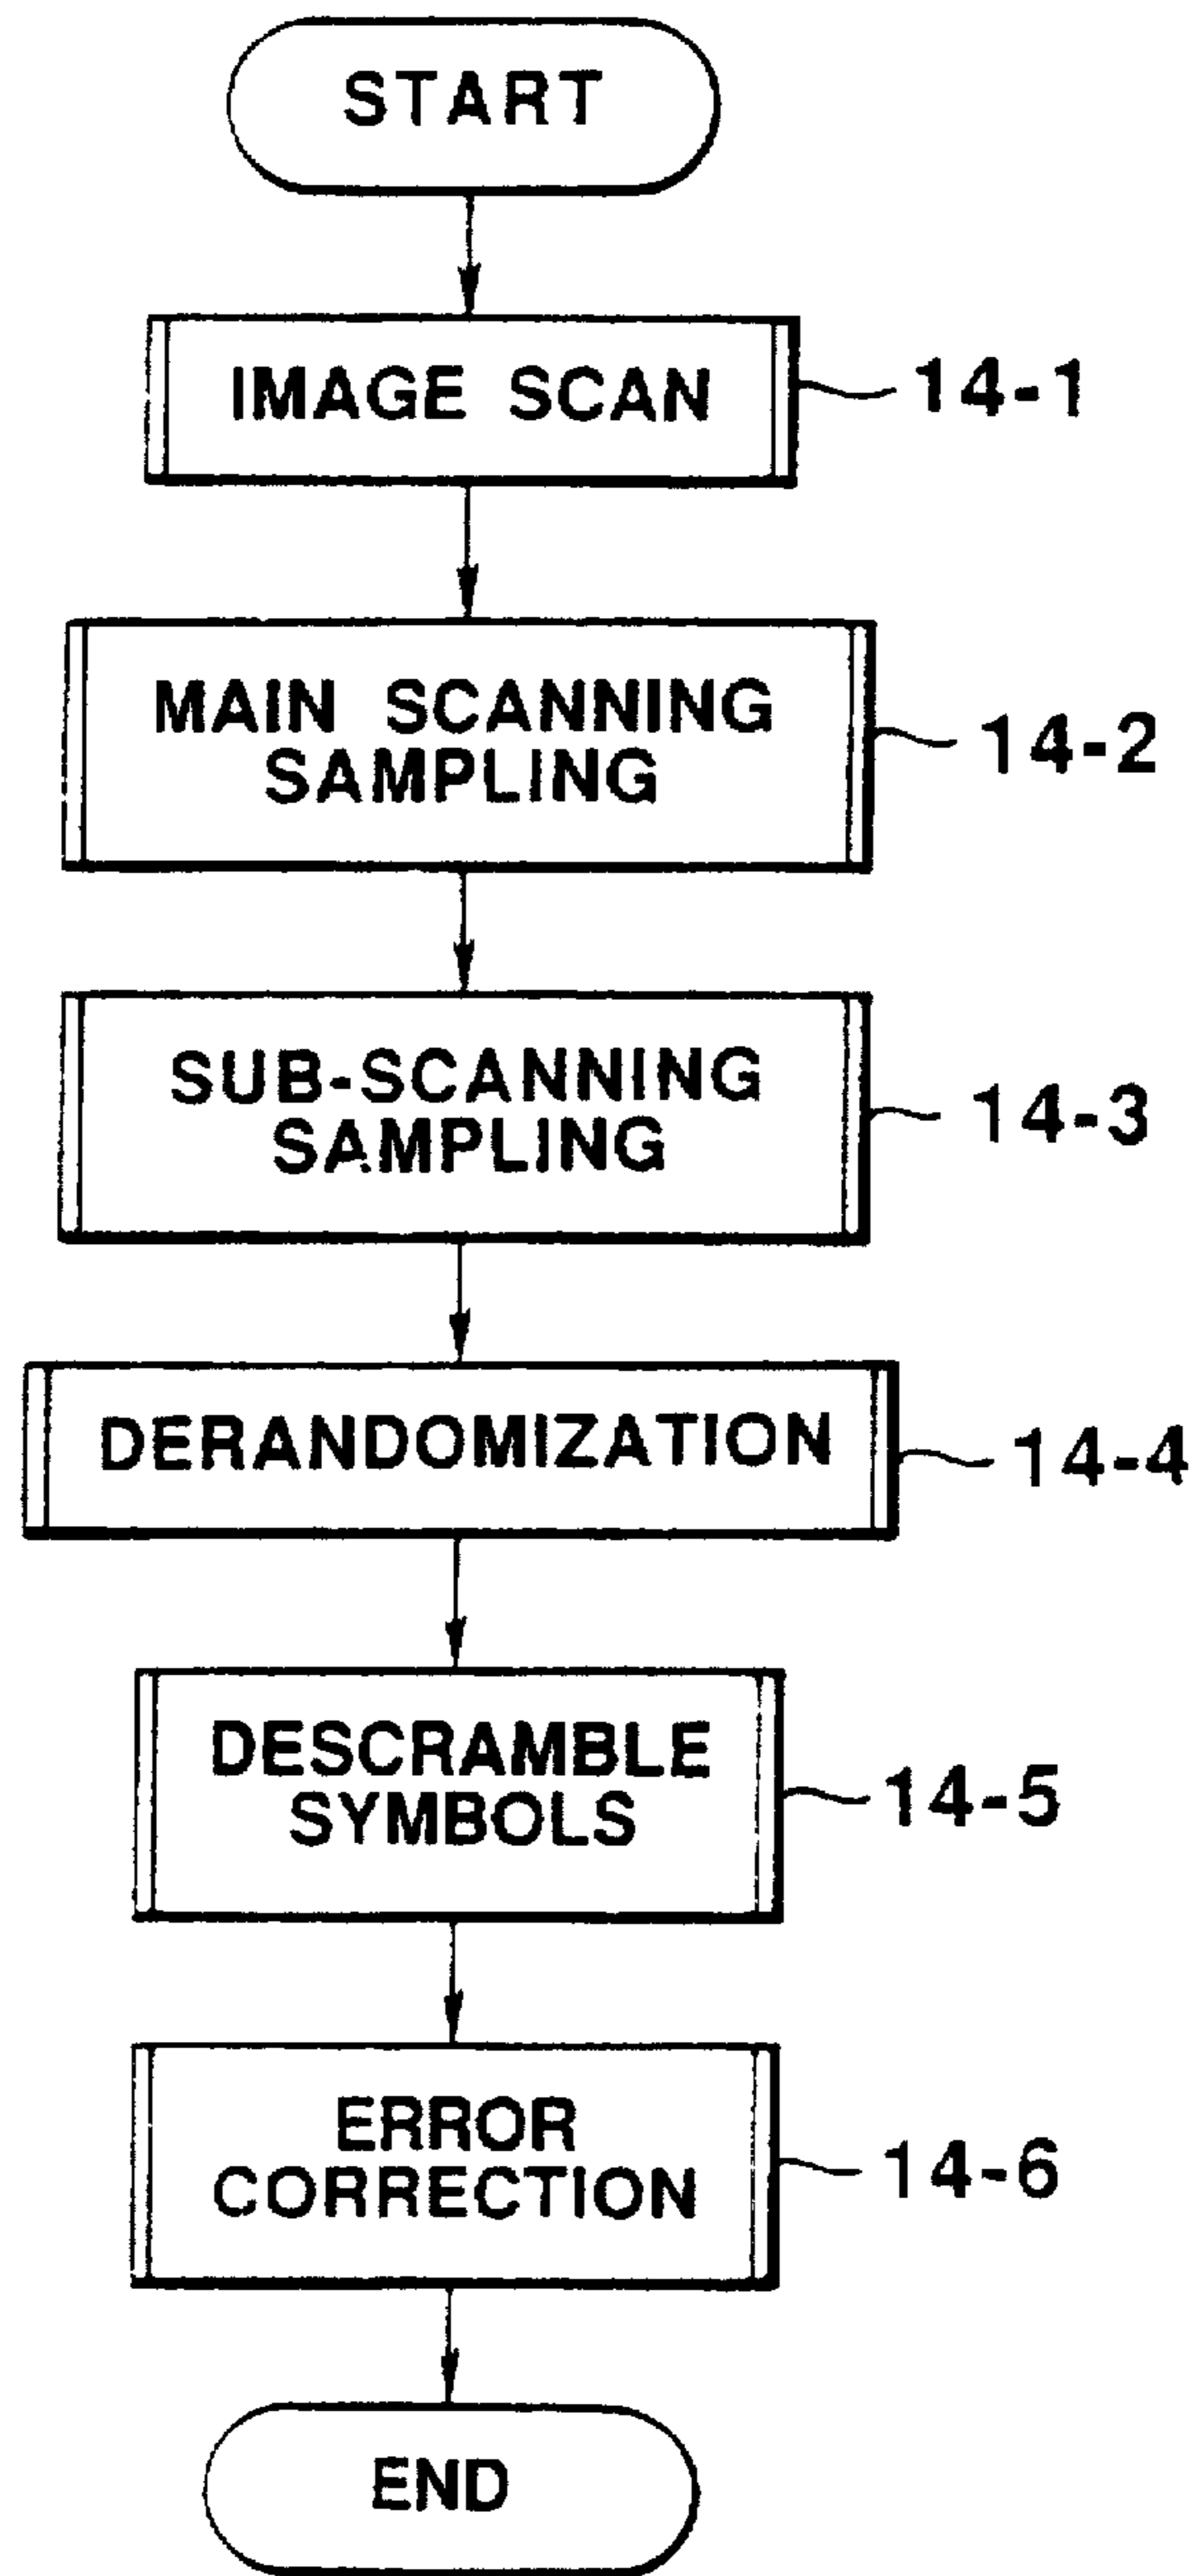 START
IMAGE SCAN
14-1
MAIN SCANNING
SAMPLING
14-2
SUB-SCANNING
SAMPLING
14-3
DERANDOMIZATION
14-4
DESCRAMBLE
SYMBOLS
14-5
ERROR
CORRECTION
14-6
END